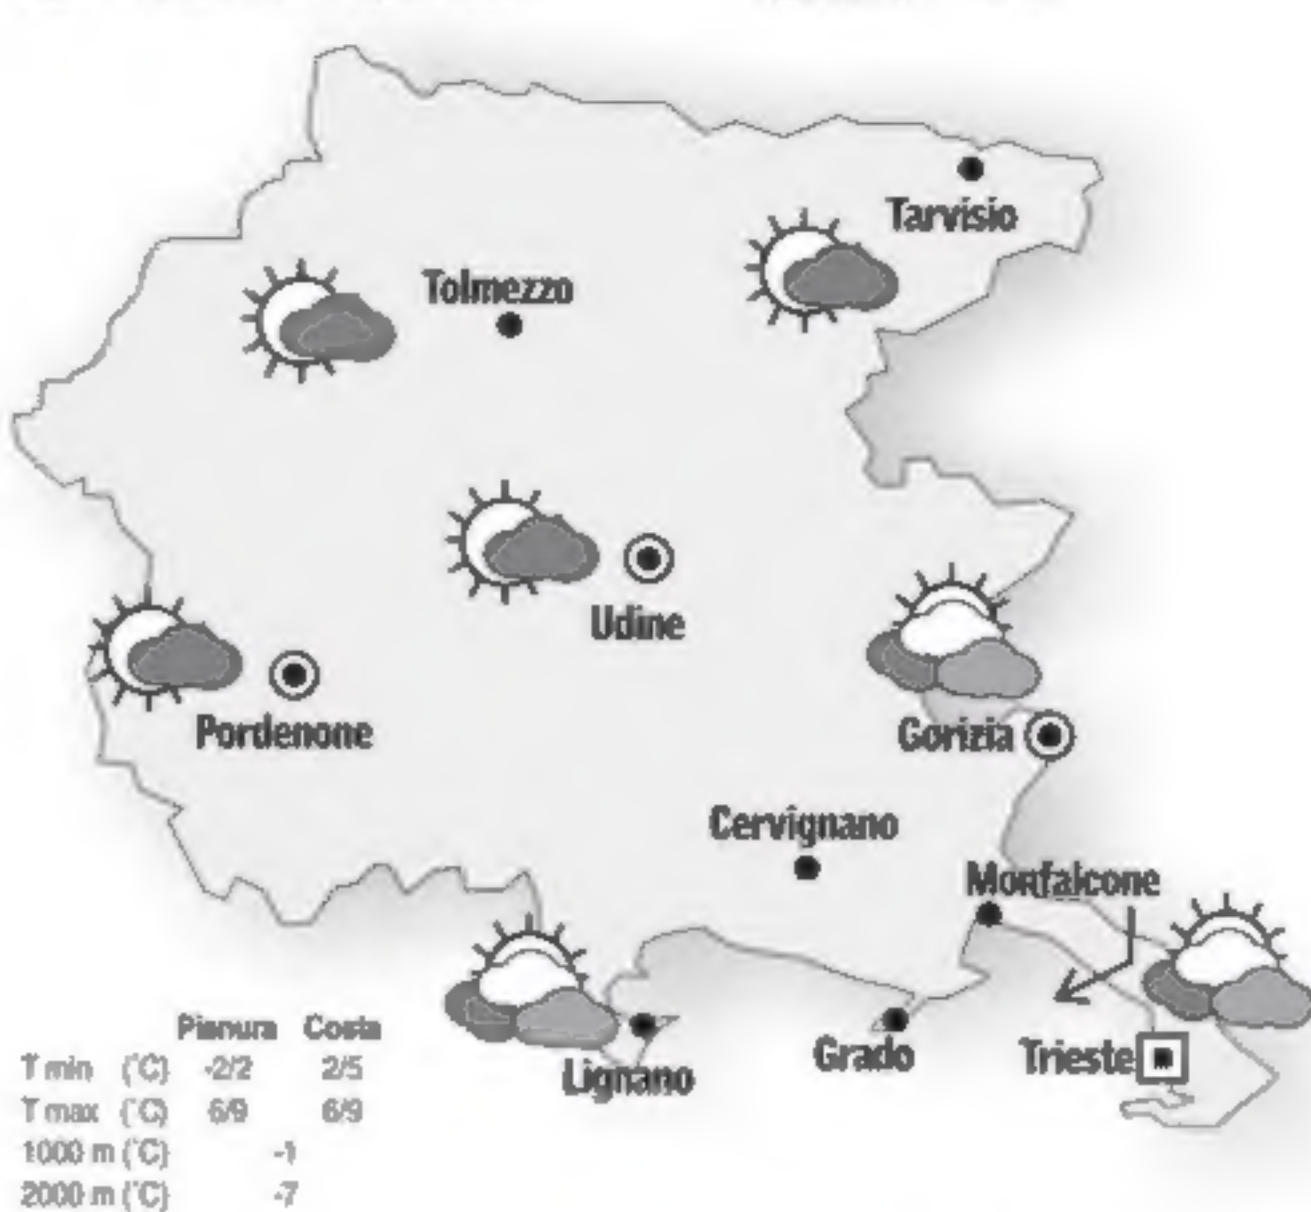 Tarvisio
Tolmezzo
Udine
Pordenone
Gorizia
Cervignano
Monfalcone
Lignano
Grado
Trieste
Pianura Costa
T min (°C) -2/2 2/5
T max (°C) 6/9 6/9
1000 m (°C) -1
2000 m (°C) -7